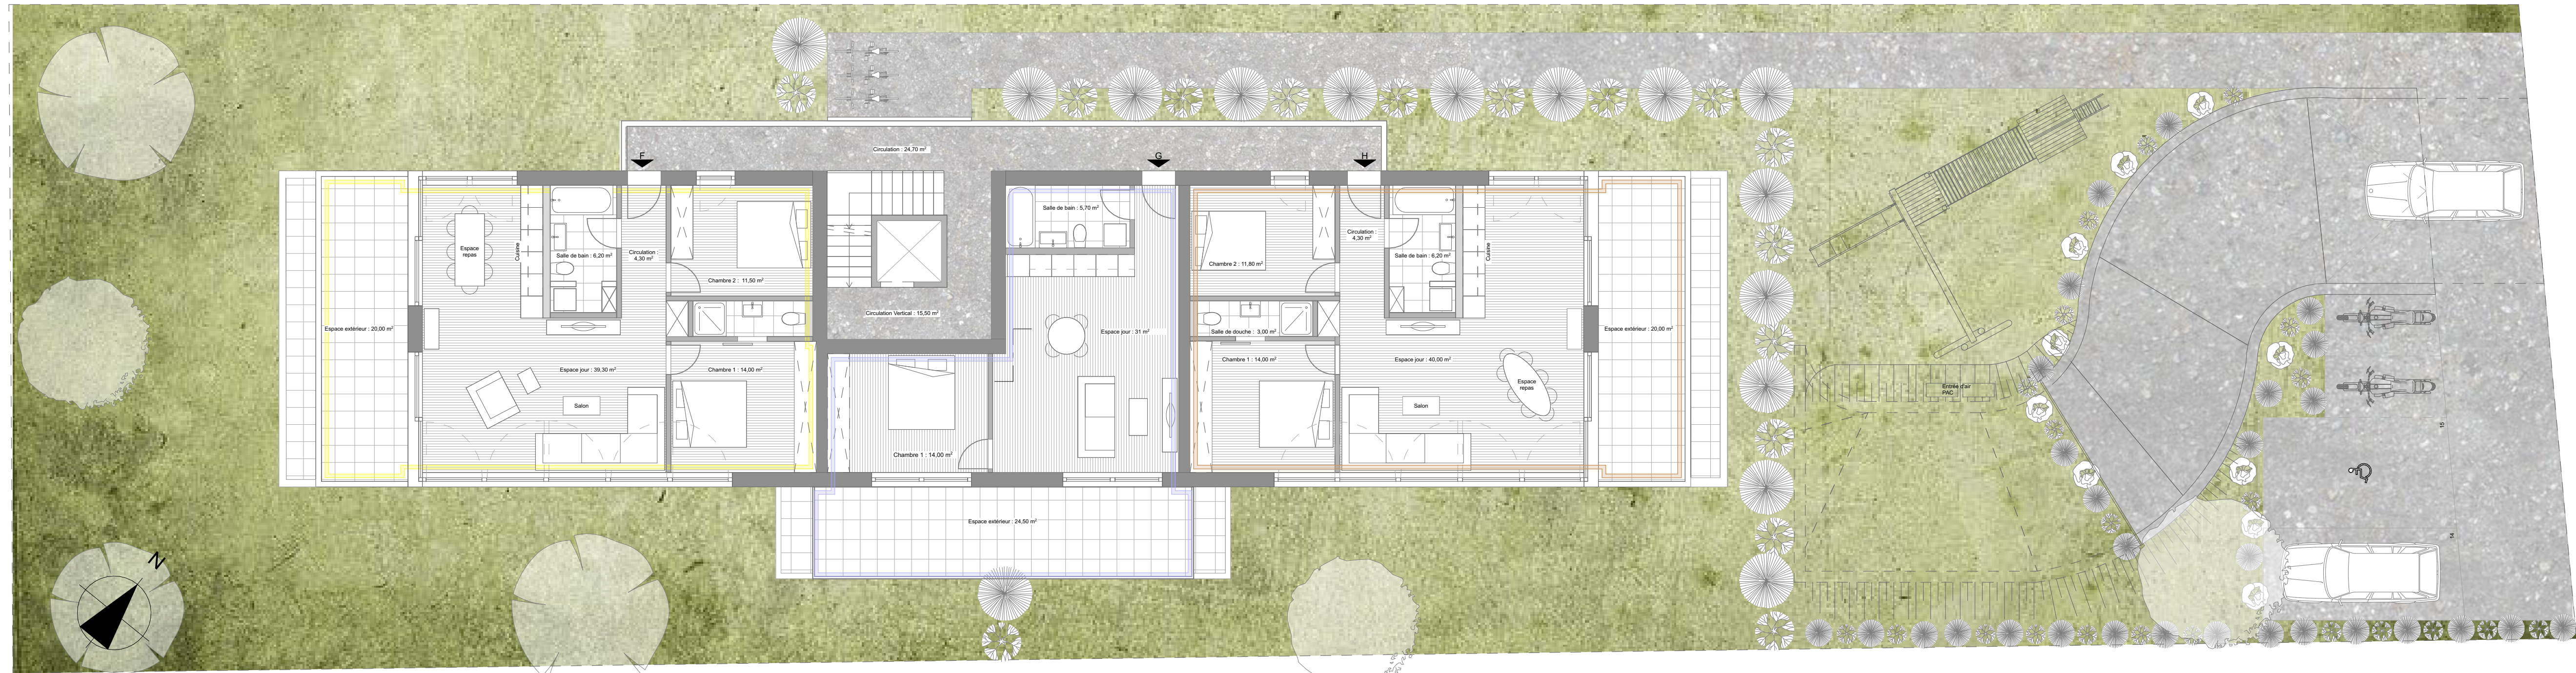 Circulation : 24,70 m²
F
G
H
Salle de bain : 5,70 m²
Espace
repas
Cuisine
Salle de bain : 6,20 m²
Circulation :
4,30 m²
Chambre 2 : 11,50 m²
Chambre 2 : 11,80 m²
Circulation :
4,30 m²
Salle de bain : 6,20 m²
Cuisine
Circulation Vertical : 15,50 m²
Espace extérieur : 20,00 m²
Espace jour : 31 m²
Salle de douche : 3,00 m²
Espace extérieur : 20,00 m²
Espace jour : 39,30 m²
Chambre 1 : 14,00 m²
Chambre 1 : 14,00 m²
Espace jour : 40,00 m²
Espace
repas
Entrée d'air
PAC
Salon
Salon
Chambre 1 : 14,00 m²
15
Espace extérieur : 24,50 m²
14
N